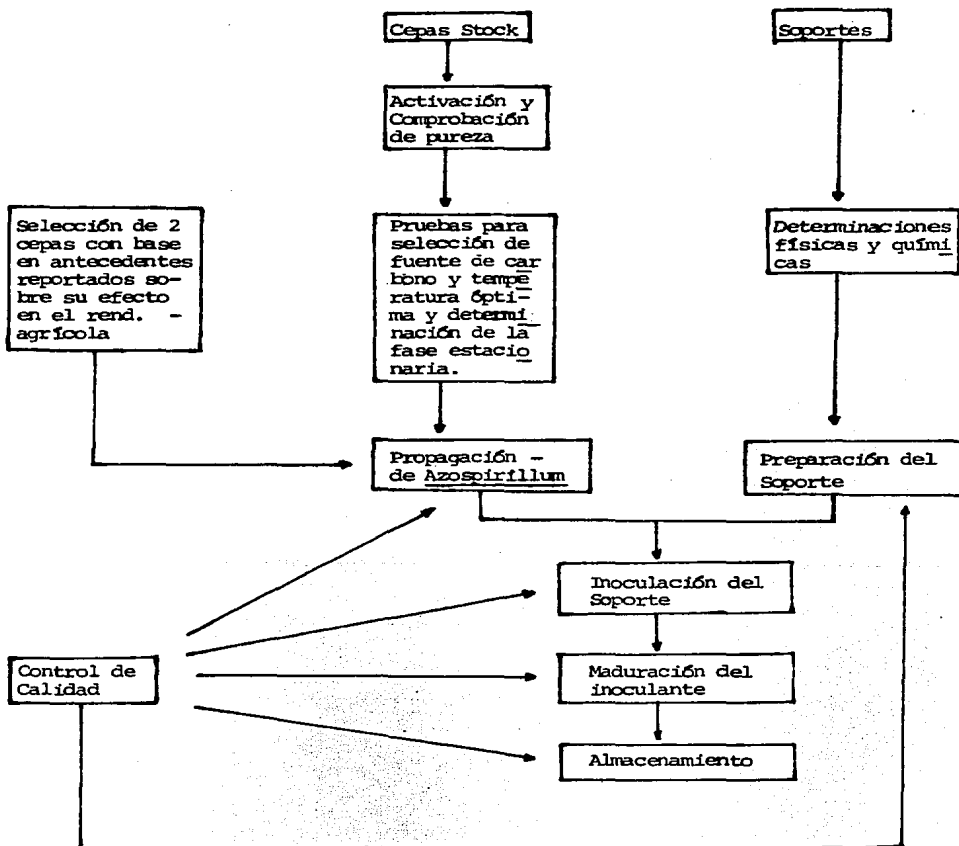 Cepas Stock
Soportes
Activación y
Comprobación
de pureza
Selección de 2
cepas con base
en antecedentes
reportados so-
bre su efecto
en el rend. -
agrícola
Pruebas para
selección de
fuente de car
bono y tempe
ratura ópti-
ma y determi
nación de la
fase estacio
naria.
Determinaciones
físicas y quími
cas
Propagación -
de Azospirillum
Preparación del
Soporte
Inoculación del
Soporte
Control de
Calidad
Maduración del
inoculante
Almacenamiento